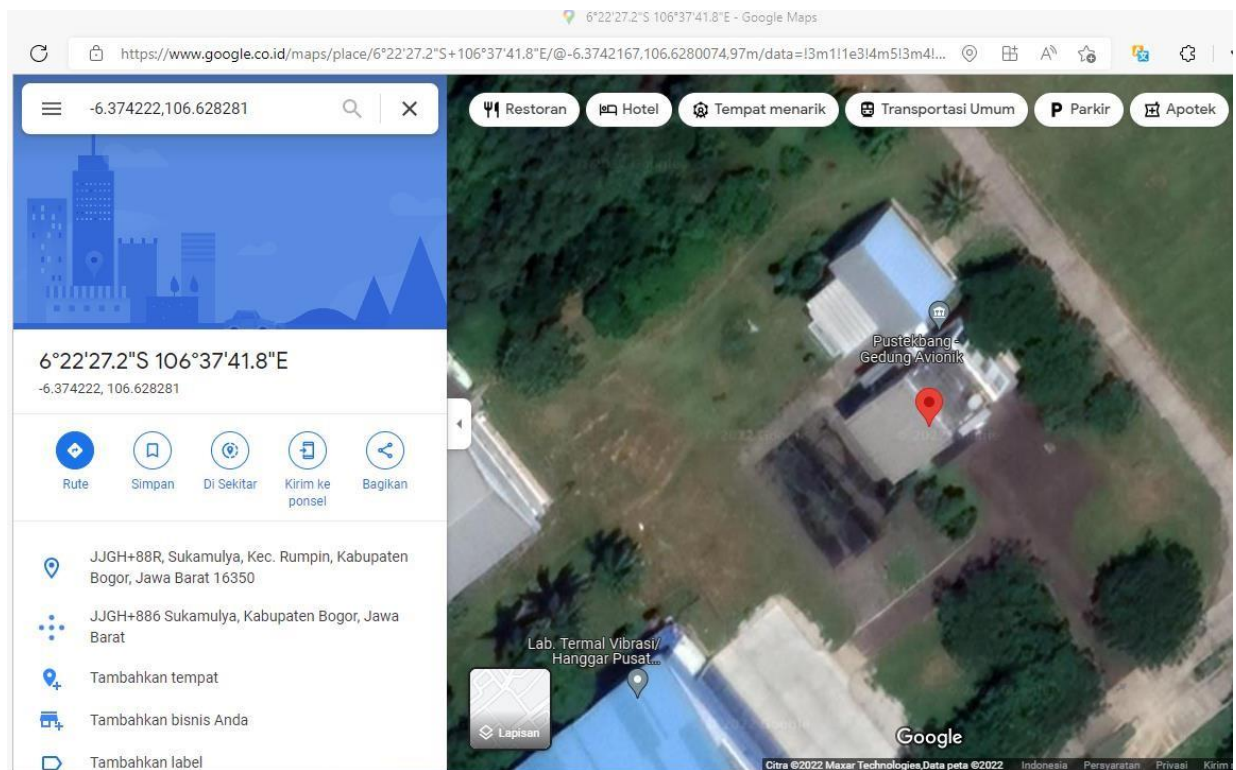 6°22'27.2"S 106°37'41.8"E - Google Maps
https://www.google.co.id/maps/place/6°22'27.2"S+106°37'41.8"E/@-6.3742167,106.6280074,97m/data=!3m1!1e3!4m5!3m4!...
-6.374222,106.628281
Restoran
Hotel
Tempat menarik
Transportasi Umum
P Parkir
Apotek
6°22'27.2"S 106°37'41.8"E
-6.374222, 106.628281
Rute
Simpan
Di Sekitar
Kirim ke
ponsel
Bagikan
JJGH+88R, Sukamulya, Kec. Rumpin, Kabupaten
Bogor, Jawa Barat 16350
JJGH+886 Sukamulya, Kabupaten Bogor, Jawa
Barat
Tambahkan tempat
Tambahkan bisnis Anda
Tambahkan label
Pustekbang -
Gedung Avionik
Lab. Termal Vibrasi/
Hanggar Pusat...
Lapisan
Google
Citra ©2022 Maxar Technologies,Data peta ©2022
Indonesia
Persyaratan
Privasi
Kirim